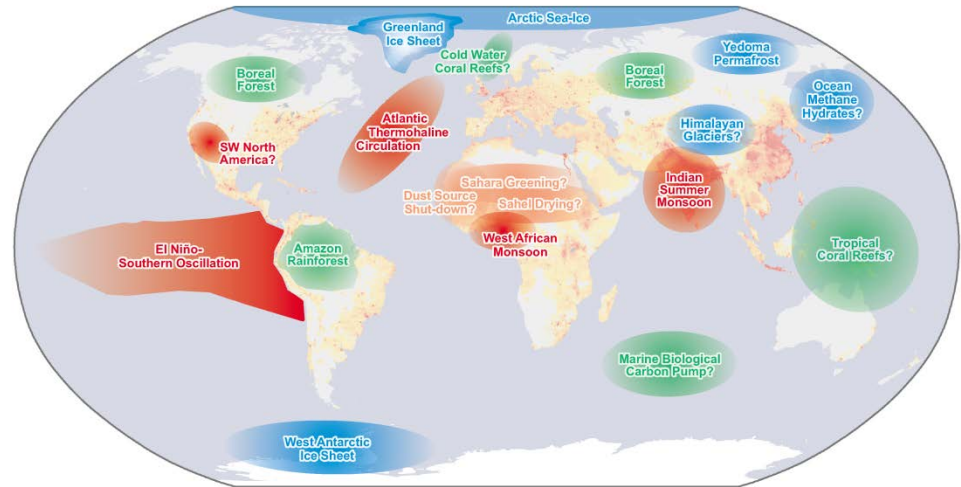 Arctic Sea-Ice
Greenland
Ice Sheet
Cold Water
Coral Reefs?
Yedoma
Permafrost
Boreal
Forest
Boreal
Forest
Ocean
Methane
Hydrates?
Atlantic
Thermohaline
Circulation
Himalayan
Glaciers?
SW North
America?
Sahara Greening?
Dust Source
Shut-down?
Sahel Drying?
Indian
Summer
Monsoon
West African
Monsoon
El Niño-
Southern Oscillation
Amazon
Rainforest
Tropical
Coral Reefs?
Marine Biological
Carbon Pump?
West Antarctic
Ice Sheet